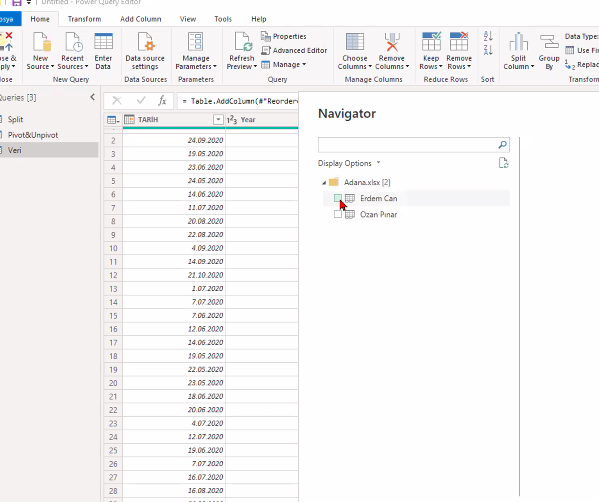 Untitled - Power Query Editor
osya Home Transform Add Column View Tools Help
se & ply New Source Recent Sources Enter Data Data source settings Manage Parameters Refresh Preview Properties Advanced Editor Manage Choose Columns Remove Columns Keep Rows Remove Rows Split Column Group By Data Type: Use Fir Replac
lose New Query Data Sources Parameters Query Manage Columns Reduce Rows Sort Transform
Queries [3]
Split
Pivot&Unpivot
Veri
fx = Table.AddColumn(#"Reordere
TARİH 1²3 Year
2 24.09.2020
3 19.05.2020
4 23.06.2020
5 24.05.2020
6 14.06.2020
7 11.07.2020
8 20.08.2020
9 22.08.2020
10 4.09.2020
11 14.09.2020
12 21.10.2020
13 1.07.2020
14 7.07.2020
15 7.06.2020
16 12.06.2020
17 14.06.2020
18 19.05.2020
19 22.05.2020
20 23.05.2020
21 18.06.2020
22 20.06.2020
23 4.07.2020
24 12.07.2020
25 19.06.2020
26 7.07.2020
27 16.07.2020
28 16.08.2020
Navigator
Display Options
Adana.xlsx [2]
Erdem Can
Ozan Pınar